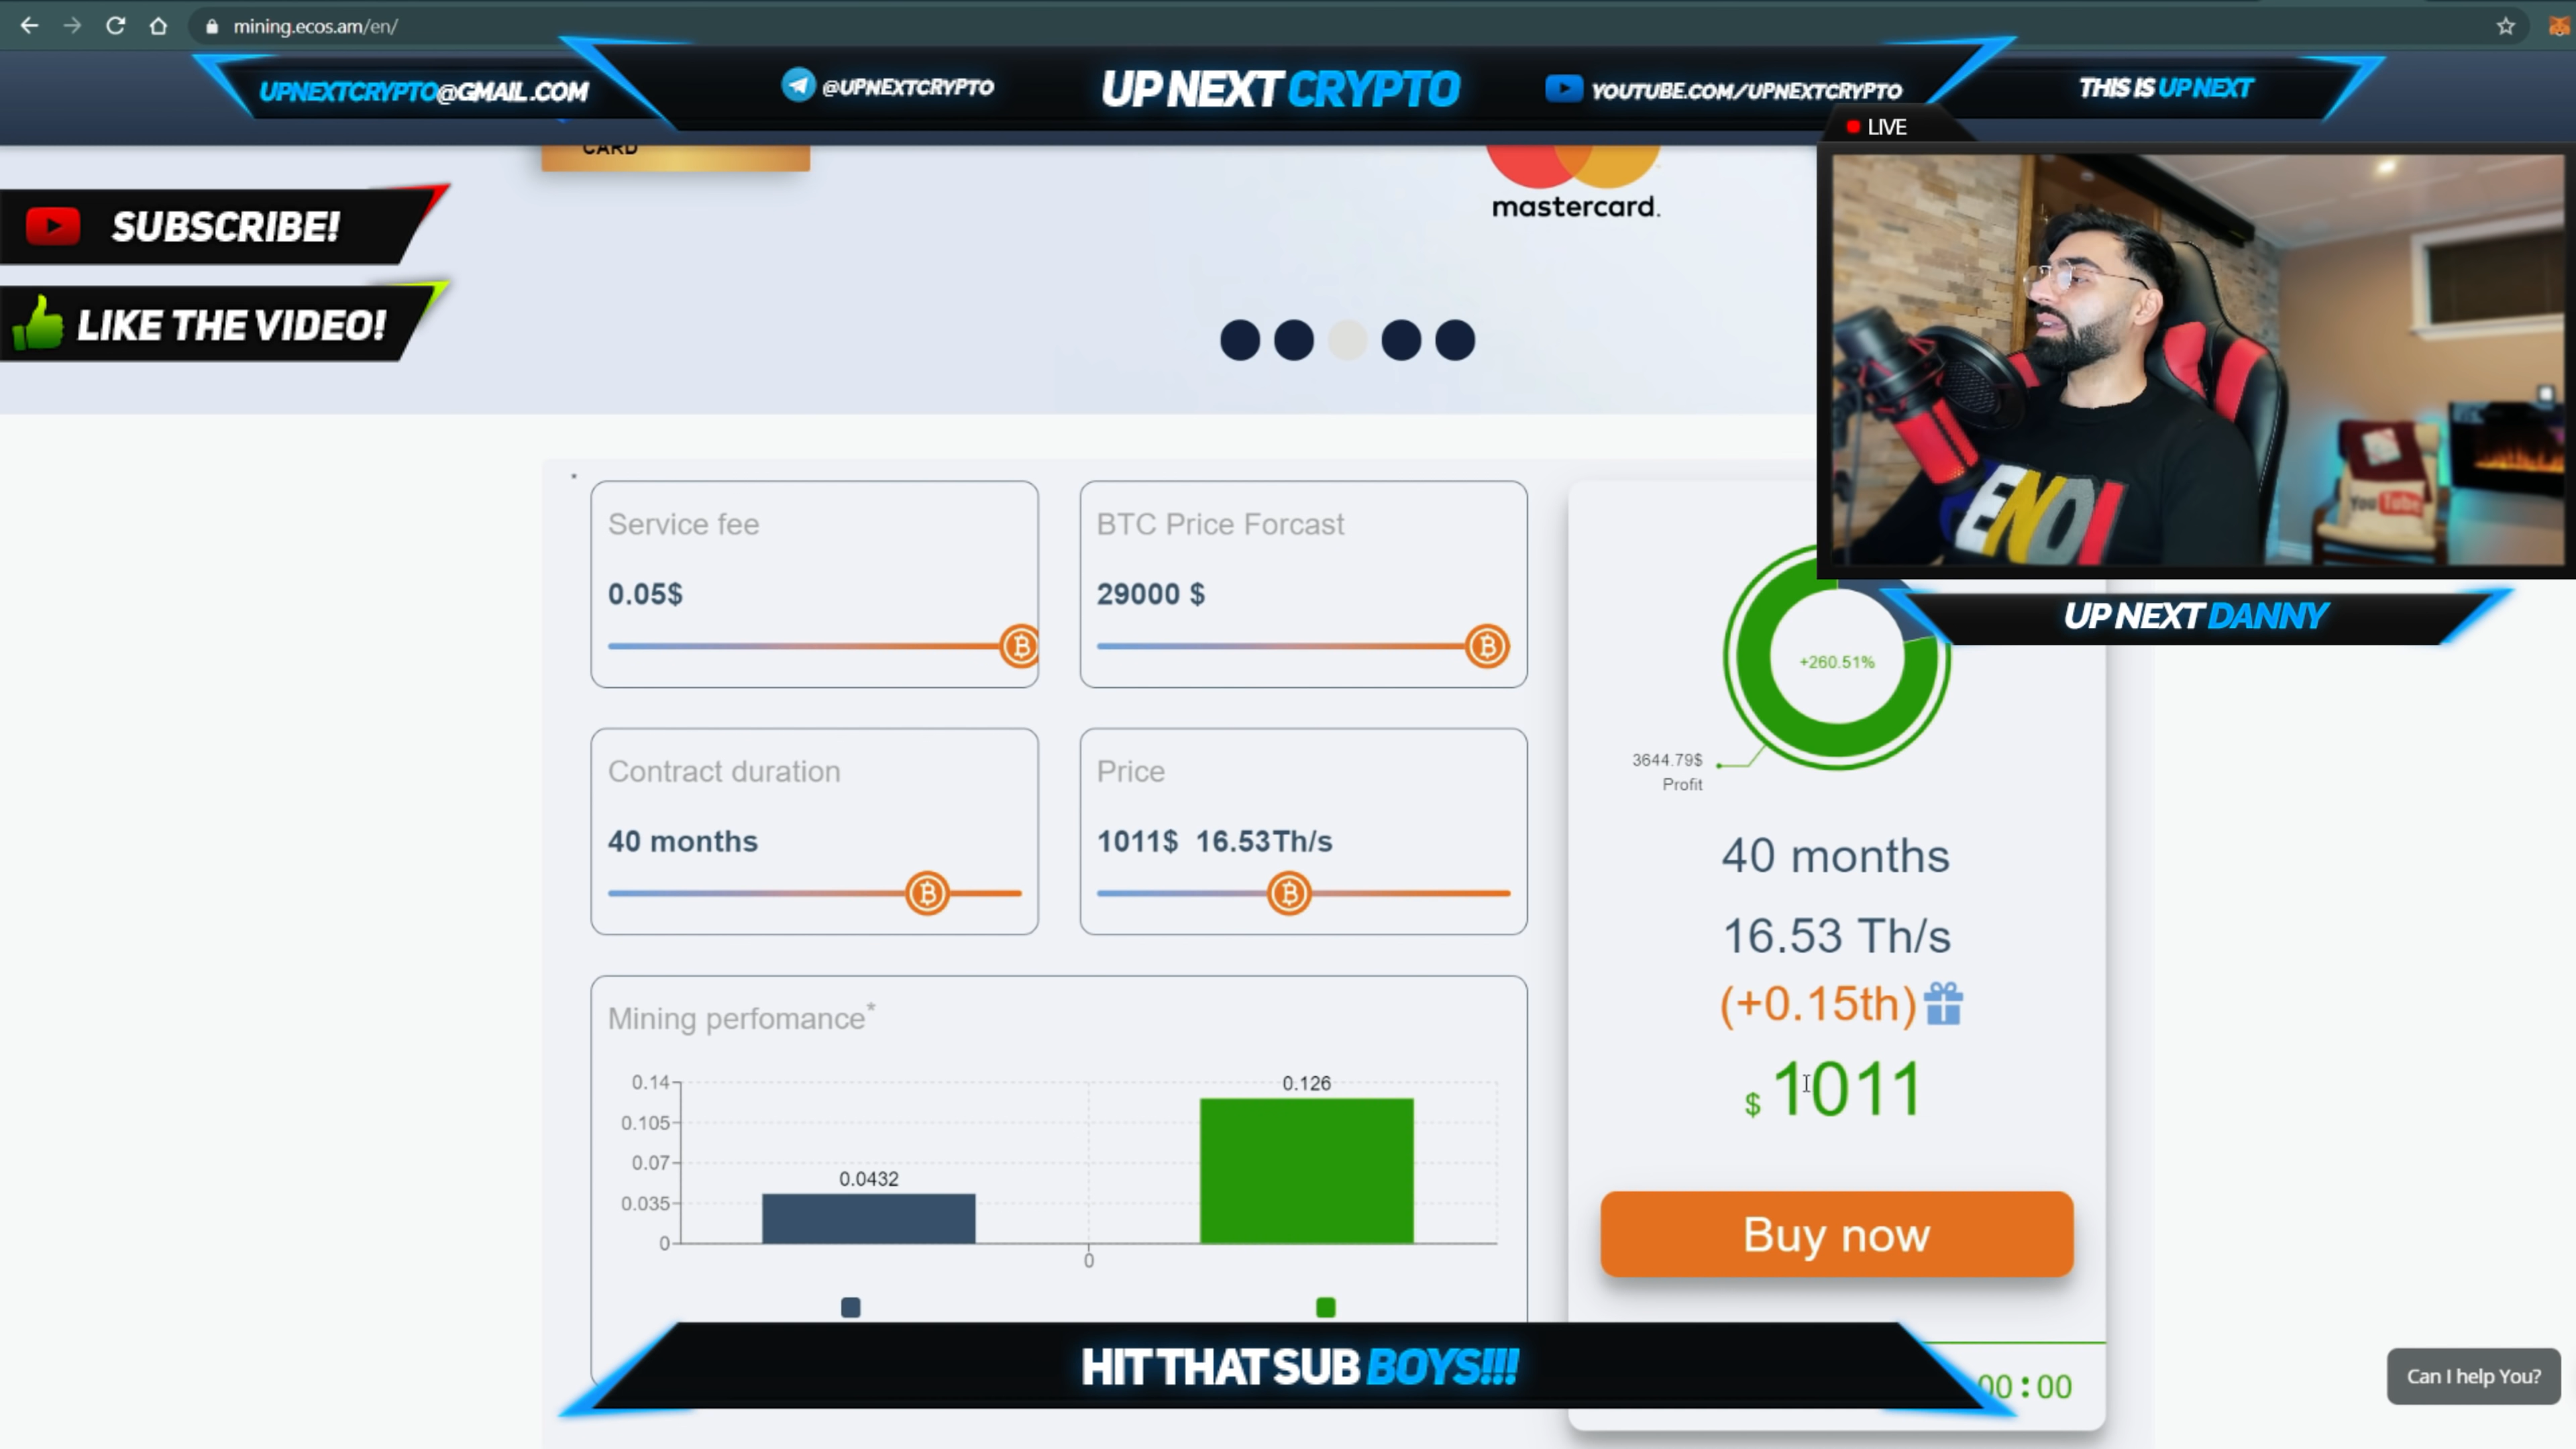 mining.ecos.am/en/
UPNEXTCRYPTO@GMAIL.COM
@UPNEXTCRYPTO
UP NEXT CRYPTO
YOUTUBE.COM/UPNEXTCRYPTO
THIS IS UP NEXT
LIVE
CARD
mastercard.
SUBSCRIBE!
LIKE THE VIDEO!
*
Service fee
0.05$
BTC Price Forcast
29000 $
YouTube
UP NEXT DANNY
+260.51%
3644.79$
Profit
Contract duration
40 months
Price
1011$ 16.53Th/s
40 months
16.53 Th/s
(+0.15th)
$ 1011
Buy now
Mining perfomance*
0.14
0.105
0.07
0.035
0
0.0432
0.126
0
HIT THAT SUB BOYS!!!
00:00
Can I help You?